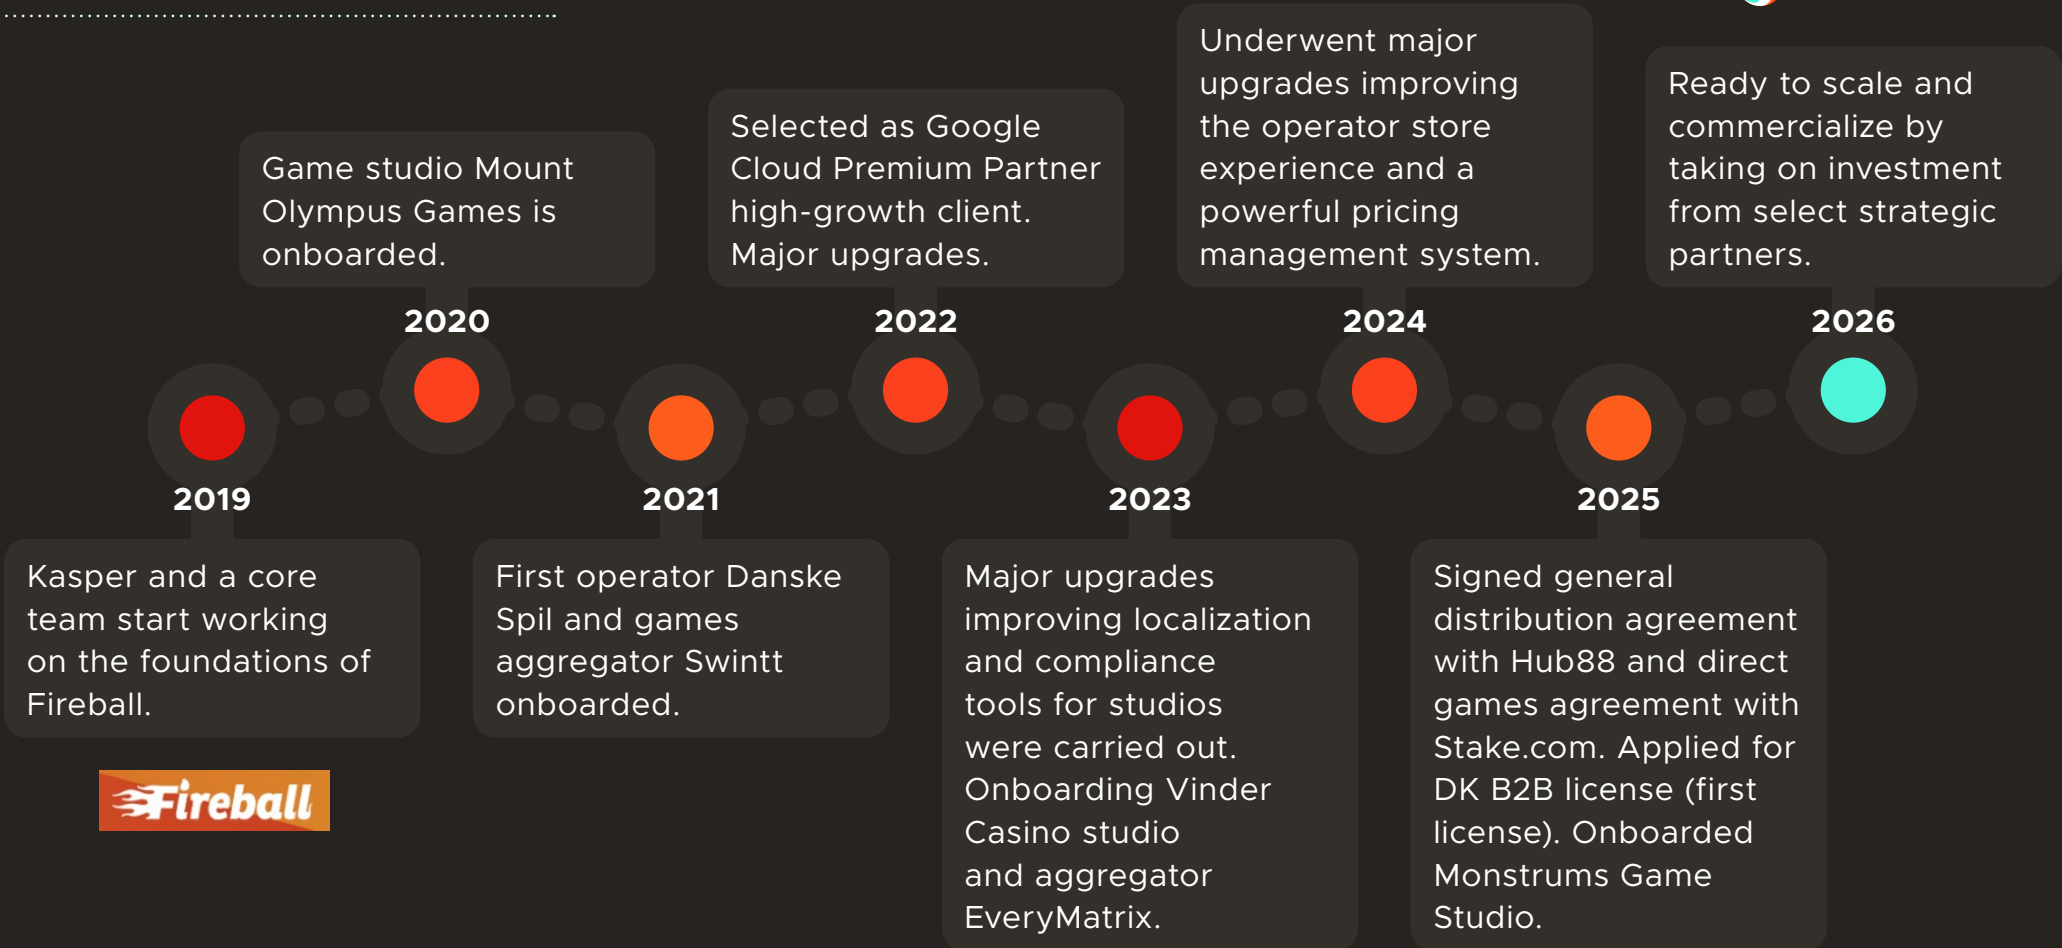 2019
Kasper and a core
team start working
on the foundations of
Fireball.
Fireball
Game studio Mount
Olympus Games is
onboarded.
2020
2021
First operator Danske
Spil and games
aggregator Swintt
onboarded.
Selected as Google
Cloud Premium Partner
high-growth client.
Major upgrades.
2022
2023
Major upgrades
improving localization
and compliance
tools for studios
were carried out.
Onboarding Vinder
Casino studio
and aggregator
EveryMatrix.
Underwent major
upgrades improving
the operator store
experience and a
powerful pricing
management system.
2024
2025
Signed general
distribution agreement
with Hub88 and direct
games agreement with
Stake.com. Applied for
DK B2B license (first
license). Onboarded
Monstrums Game
Studio.
Ready to scale and
commercialize by
taking on investment
from select strategic
partners.
2026